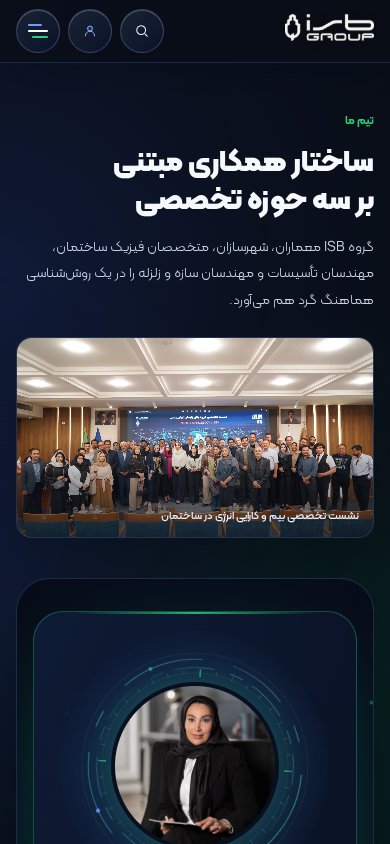 isb
GROUP
تیم ما
ساختار همکاری مبتنی
بر سه حوزه تخصصی
گروه ISB معماران، شهرسازان، متخصصان فیزیک ساختمان،
مهندسان تأسیسات و مهندسان سازه و زلزله را در یک روش‌شناسی
هماهنگ گرد هم می‌آورد.
نشست تخصصی بیم و کارایی انرژی در ساختمان